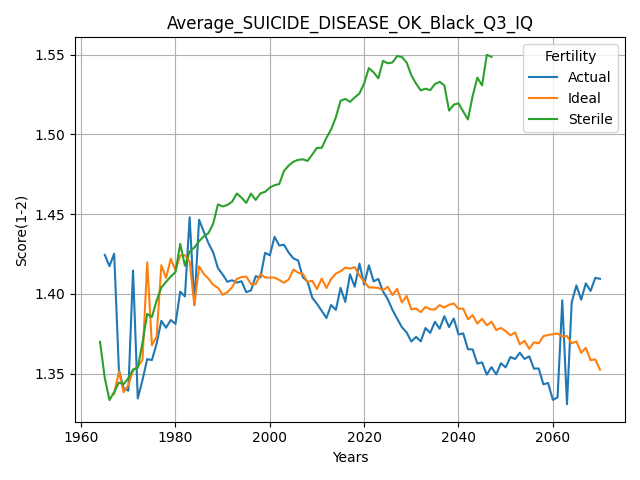 Average_SUICIDE_DISEASE_OK_Black_Q3_IQ
Fertility
Actual
Ideal
Sterile
Score(1-2)
1.55
1.50
1.45
1.40
1.35
1960
1980
2000
2020
2040
2060
Years